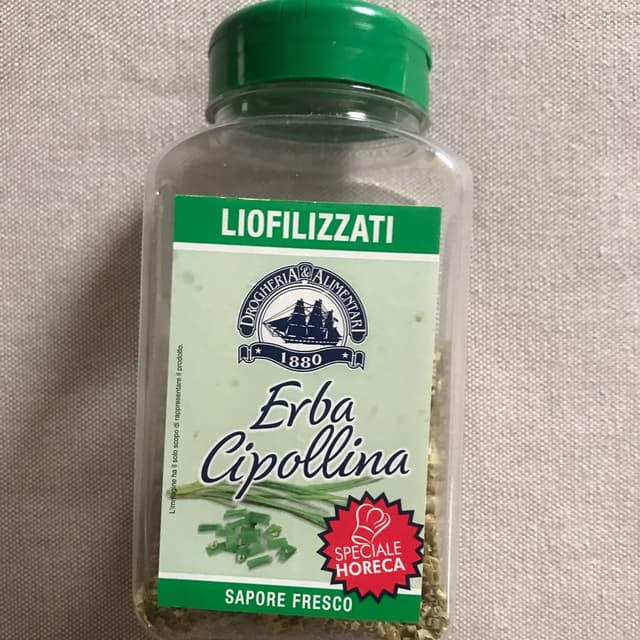 LIOFILIZZATI
DROGHERIA & ALIMENTARI
1880
Erba
Cipollina
L'immagine ha il solo scopo di rappresentare il prodotto.
SPECIALE
HORECA
SAPORE FRESCO